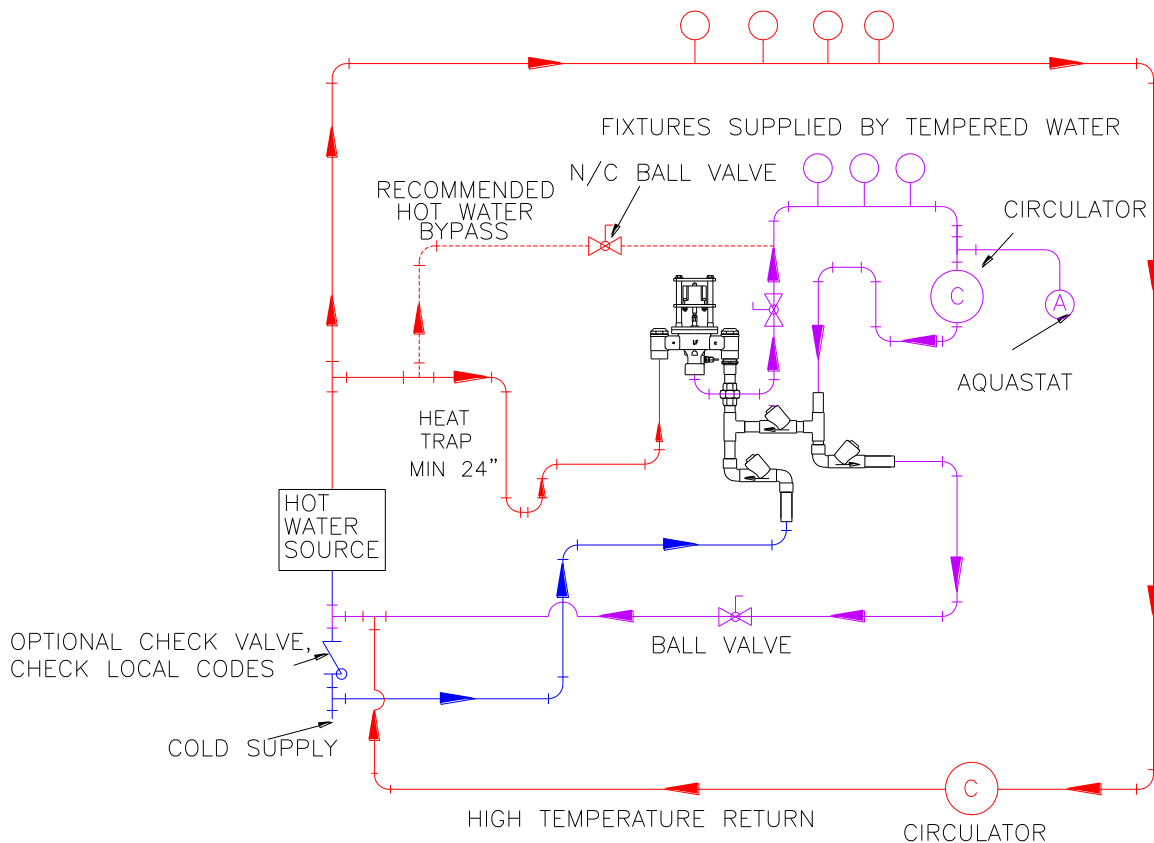 FIXTURES SUPPLIED BY TEMPERED WATER
N/C BALL VALVE
RECOMMENDED
HOT WATER
BYPASS
CIRCULATOR
C
A
AQUASTAT
H
LF
C
HEAT
TRAP
MIN 24”
HOT
WATER
SOURCE
OPTIONAL CHECK VALVE,
CHECK LOCAL CODES
BALL VALVE
COLD SUPPLY
C
HIGH TEMPERATURE RETURN
CIRCULATOR